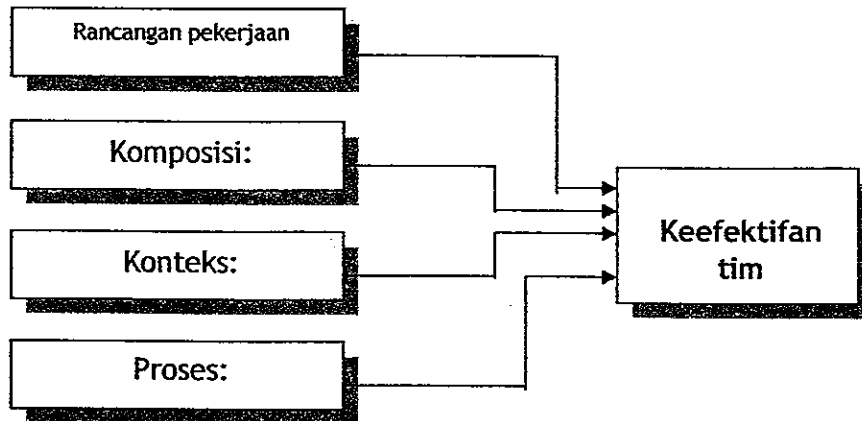 Rancangan pekerjaan
Komposisi:
Konteks:
Proses:
Keefektifan
tim